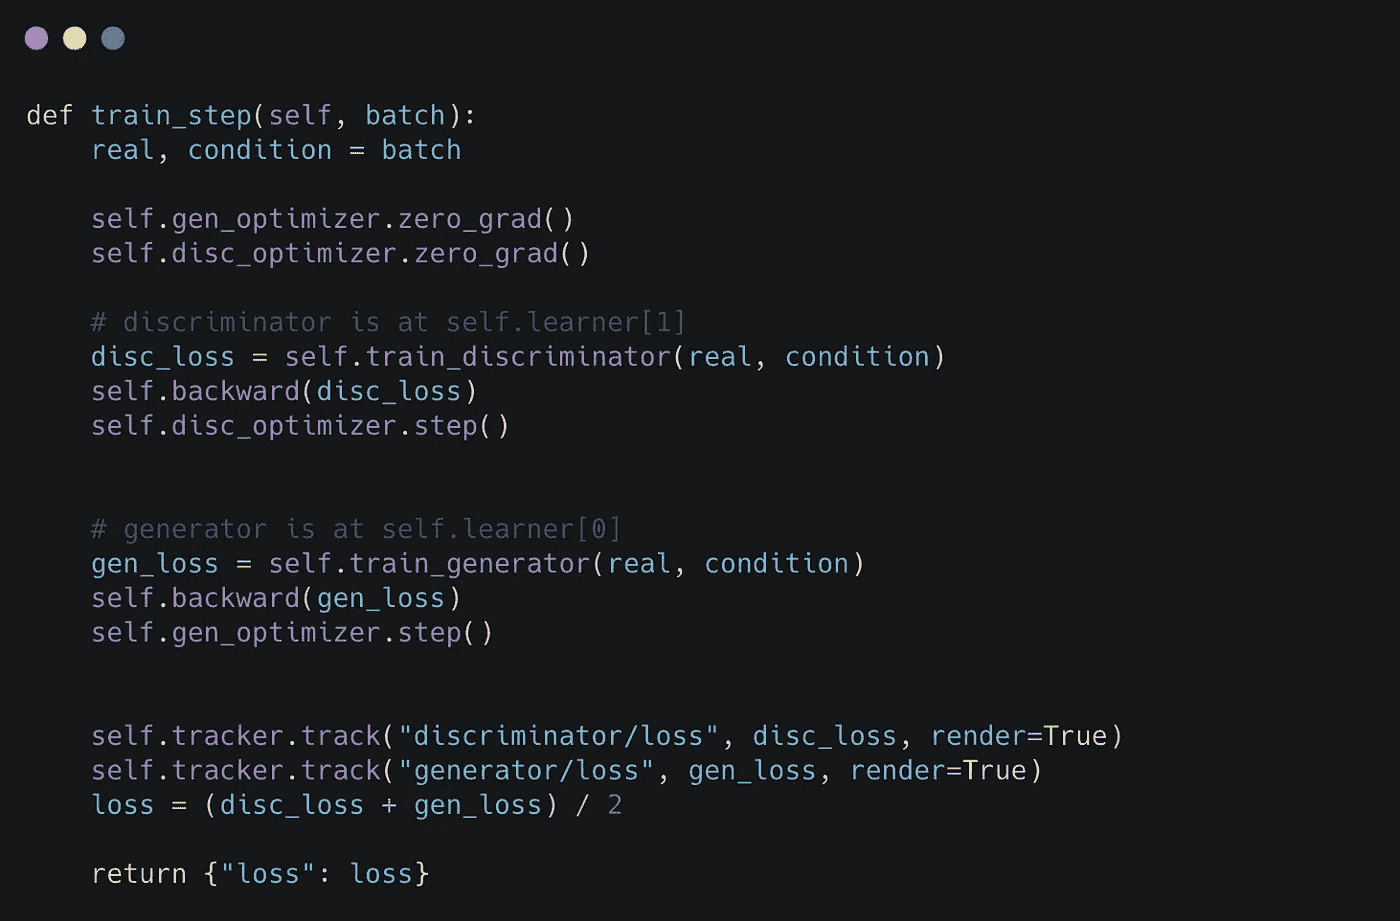 def train_step(self, batch):
    real, condition = batch

    self.gen_optimizer.zero_grad()
    self.disc_optimizer.zero_grad()

    # discriminator is at self.learner[1]
    disc_loss = self.train_discriminator(real, condition)
    self.backward(disc_loss)
    self.disc_optimizer.step()


    # generator is at self.learner[0]
    gen_loss = self.train_generator(real, condition)
    self.backward(gen_loss)
    self.gen_optimizer.step()


    self.tracker.track("discriminator/loss", disc_loss, render=True)
    self.tracker.track("generator/loss", gen_loss, render=True)
    loss = (disc_loss + gen_loss) / 2

    return {"loss": loss}